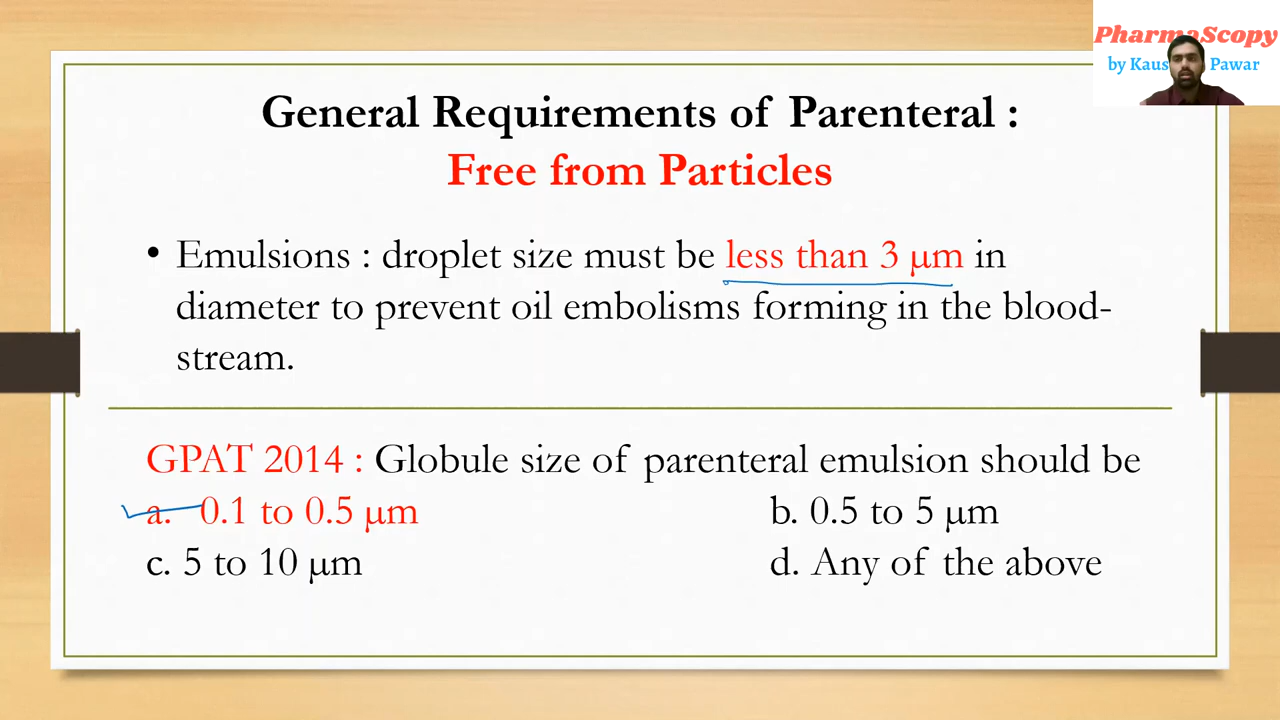 PharmaScopy
by Kaus Pawar
General Requirements of Parenteral :
Free from Particles
• Emulsions : droplet size must be less than 3 µm in
diameter to prevent oil embolisms forming in the blood-
stream.
GPAT 2014 : Globule size of parenteral emulsion should be
a. 0.1 to 0.5 µm b. 0.5 to 5 µm
c. 5 to 10 µm d. Any of the above